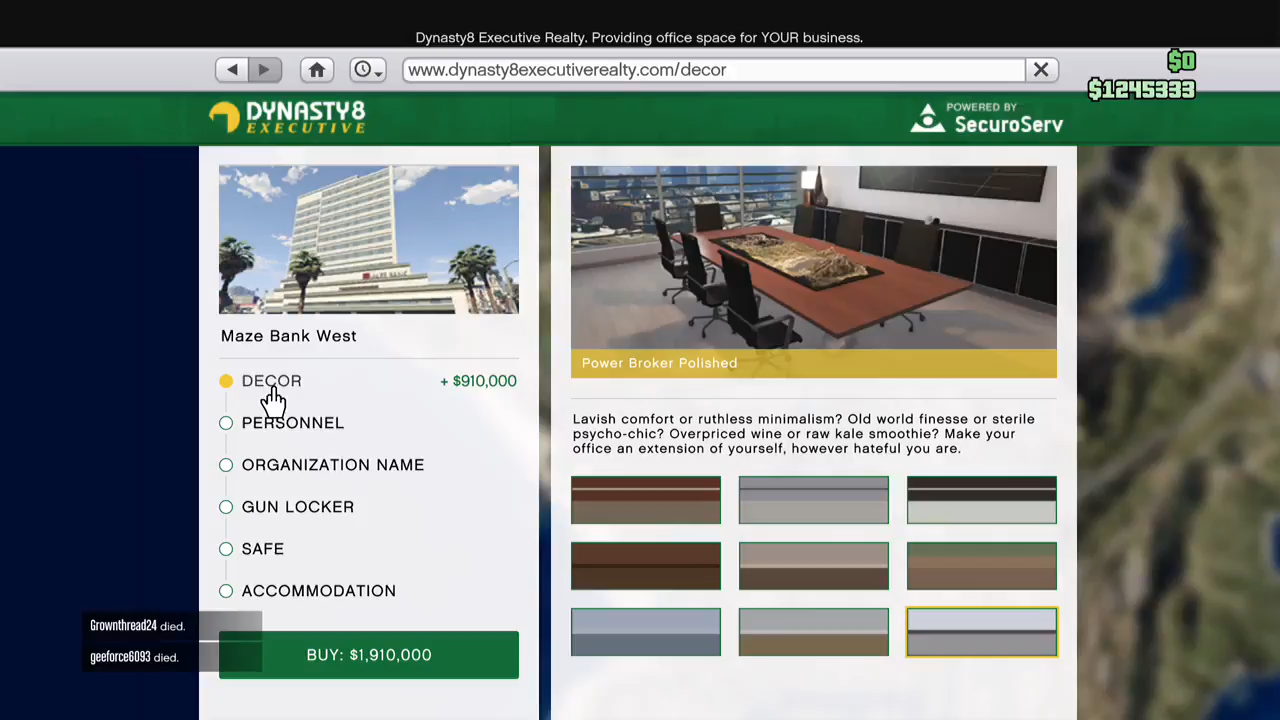 Dynasty8 Executive Realty. Providing office space for YOUR business.
www.dynasty8executiverealty.com/decor
$0
$1245333
DYNASTY8
EXECUTIVE
POWERED BY
SecuroServ
MAZE BANK
Maze Bank West
DECOR + $910,000
PERSONNEL
ORGANIZATION NAME
GUN LOCKER
SAFE
ACCOMMODATION
BUY: $1,910,000
Power Broker Polished
Lavish comfort or ruthless minimalism? Old world finesse or sterile
psycho-chic? Overpriced wine or raw kale smoothie? Make your
office an extension of yourself, however hateful you are.
Grownthread24 died.
geeforce6093 died.